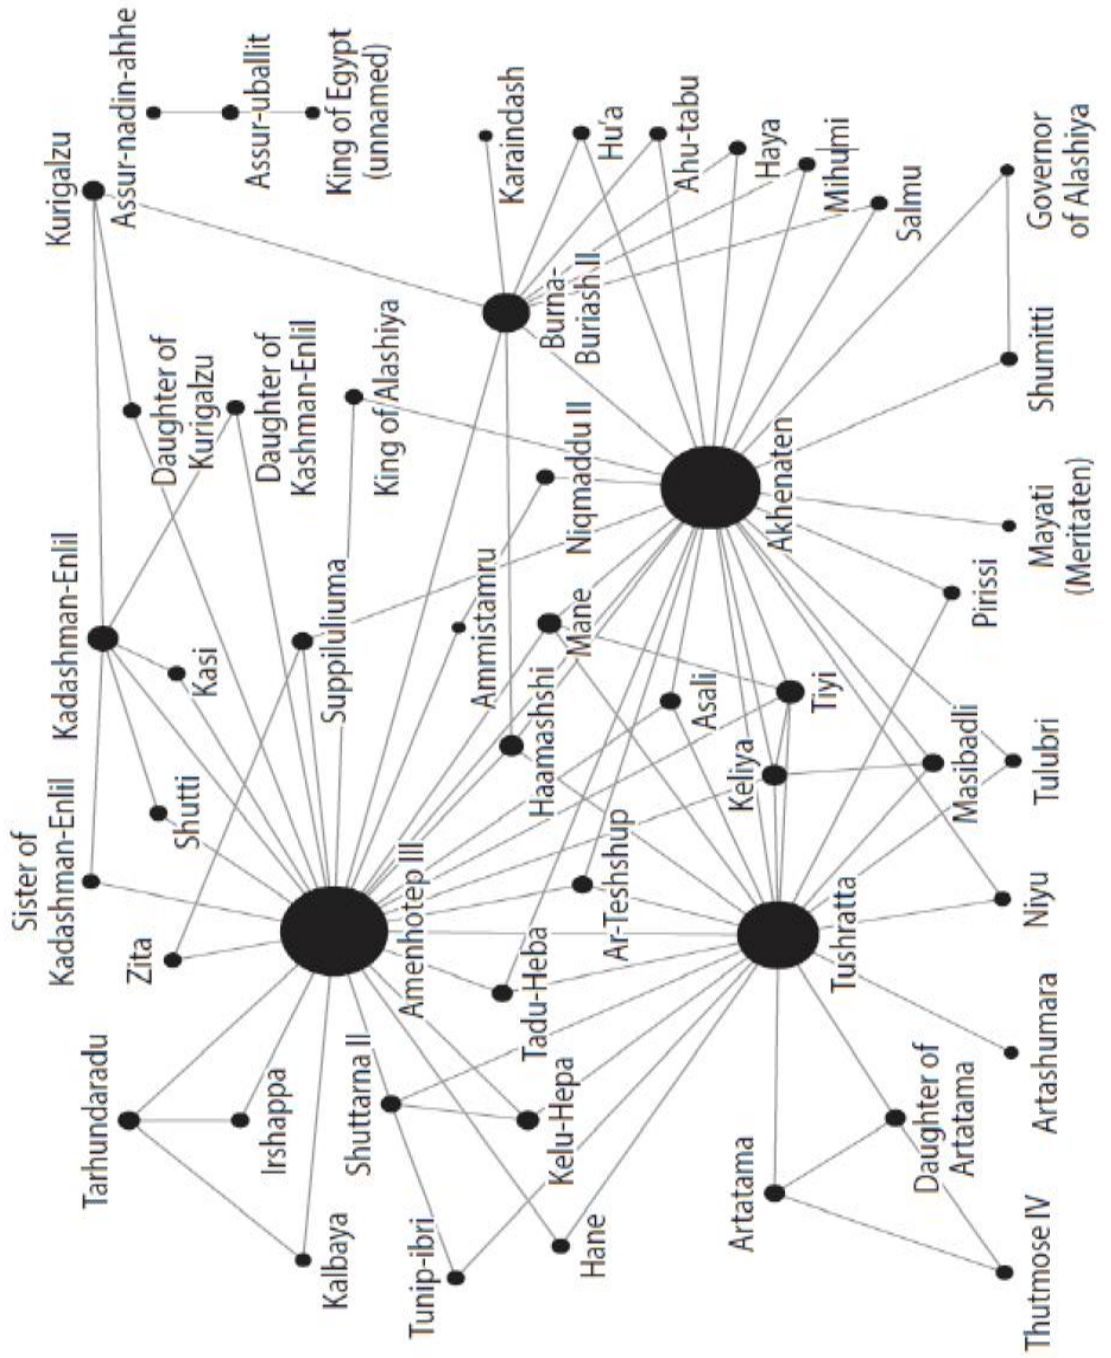 Sister of
Kadashman-Enlil
Kadashman-Enlil
Kurigalzu
Assur-nadin-ahhe
Assur-uballit
King of Egypt
(unnamed)
Tarhundaradu
Zita
Shutti
Kasi
Daughter of
Kurigalzu
Daughter of
Kashman-Enlil
Irshappa
Suppiluliuma
King of Alashiya
Kalbaya
Shuttarna II
Amenhotep III
Ammistamru
Niqmaddu II
Burna-
Buriash II
Karaindash
Hu'a
Ahu-tabu
Haya
Mihumi
Salmu
Tunip-ibri
Kelu-Hepa
Tadu-Heba
Haamashshi
Mane
Hane
Ar-Teshshup
Asali
Akhenaten
Artatama
Tushratta
Keliya
Tiyi
Daughter of
Artatama
Masibadli
Pirissi
Thutmose IV
Artashumara
Niyu
Tulubri
Mayati
(Meritaten)
Shumitti
Governor
of Alashiya